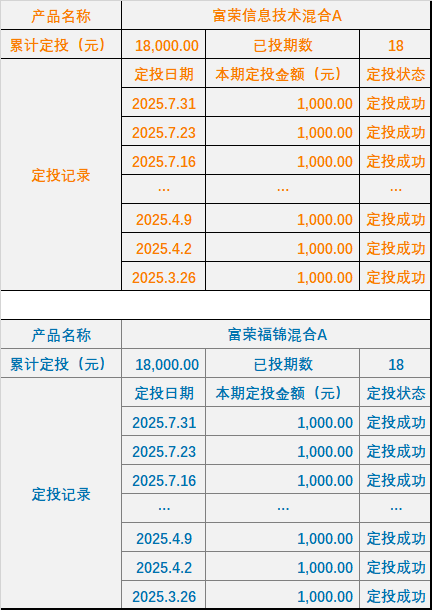 产品名称 富荣信息技术混合A
累计定投（元） 18,000.00 已投期数 18
定投日期 本期定投金额（元） 定投状态
2025.7.31 1,000.00 定投成功
2025.7.23 1,000.00 定投成功
2025.7.16 1,000.00 定投成功
定投记录 ... ... ...
2025.4.9 1,000.00 定投成功
2025.4.2 1,000.00 定投成功
2025.3.26 1,000.00 定投成功
产品名称 富荣福锦混合A
累计定投（元） 18,000.00 已投期数 18
定投日期 本期定投金额（元） 定投状态
2025.7.31 1,000.00 定投成功
2025.7.23 1,000.00 定投成功
2025.7.16 1,000.00 定投成功
定投记录 ... ... ...
2025.4.9 1,000.00 定投成功
2025.4.2 1,000.00 定投成功
2025.3.26 1,000.00 定投成功